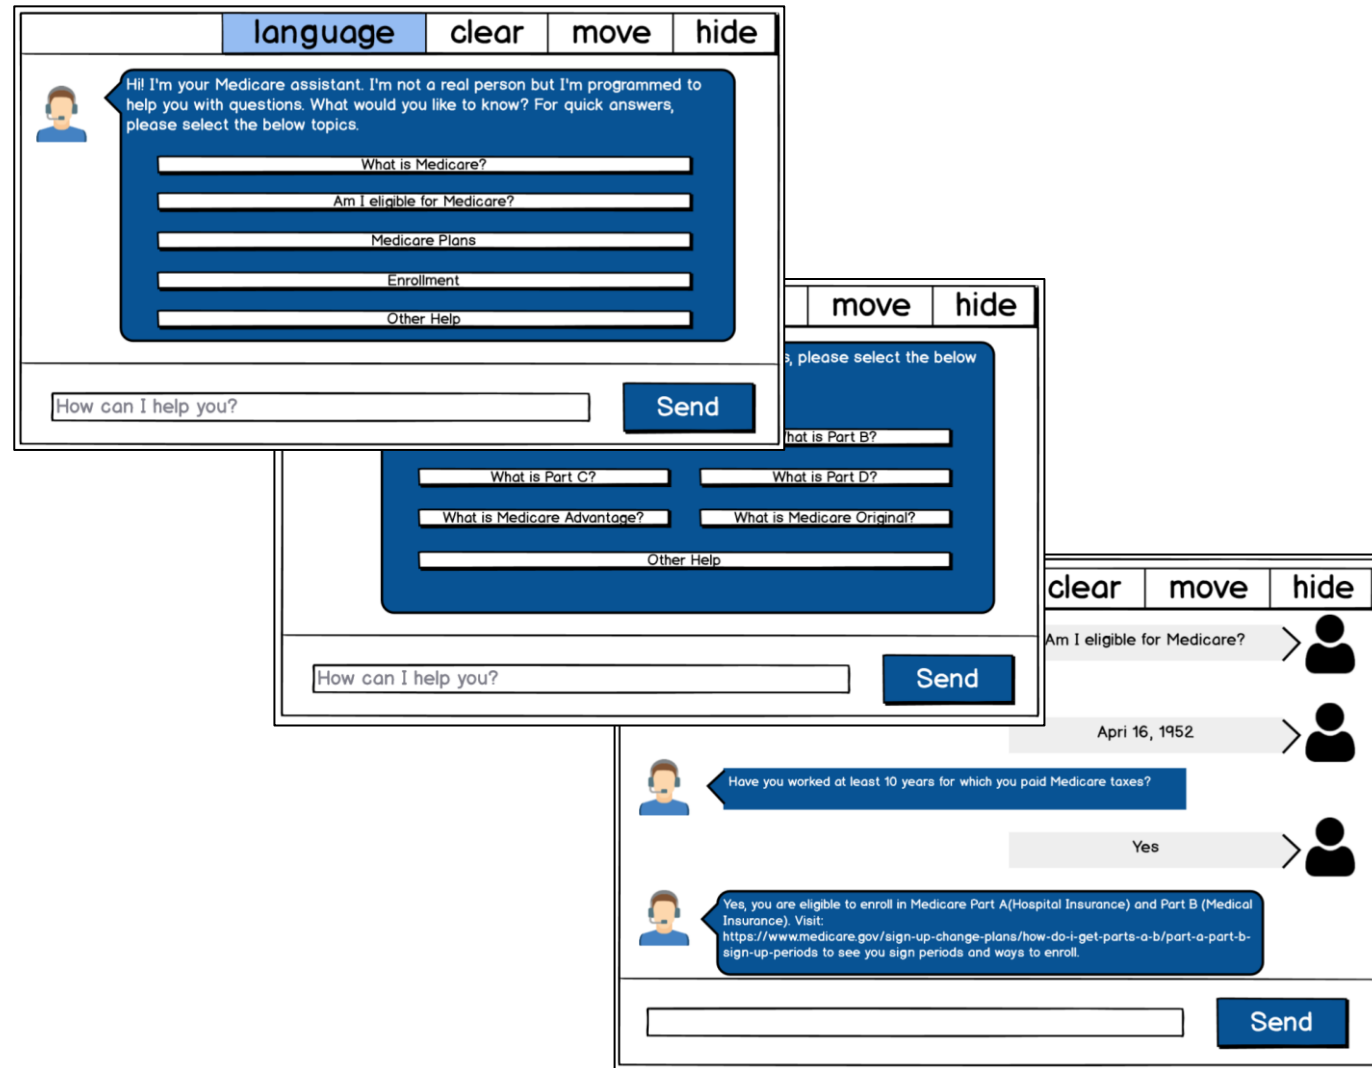 language clear move hide
Hi! I'm your Medicare assistant. I'm not a real person but I'm programmed to
help you with questions. What would you like to know? For quick answers,
please select the below topics.
What is Medicare?
Am I eligible for Medicare?
Medicare Plans
Enrollment
Other Help
How can I help you?
Send
move hide
, please select the below
hat is Part B?
What is Part C?
What is Part D?
What is Medicare Advantage?
What is Medicare Original?
Other Help
How can I help you?
Send
clear move hide
Am I eligible for Medicare?
Apri 16, 1952
Have you worked at least 10 years for which you paid Medicare taxes?
Yes
Yes, you are eligible to enroll in Medicare Part A(Hospital Insurance) and Part B (Medical
Insurance). Visit:
https://www.medicare.gov/sign-up-change-plans/how-do-i-get-parts-a-b/part-a-part-b-
sign-up-periods to see you sign periods and ways to enroll.
Send